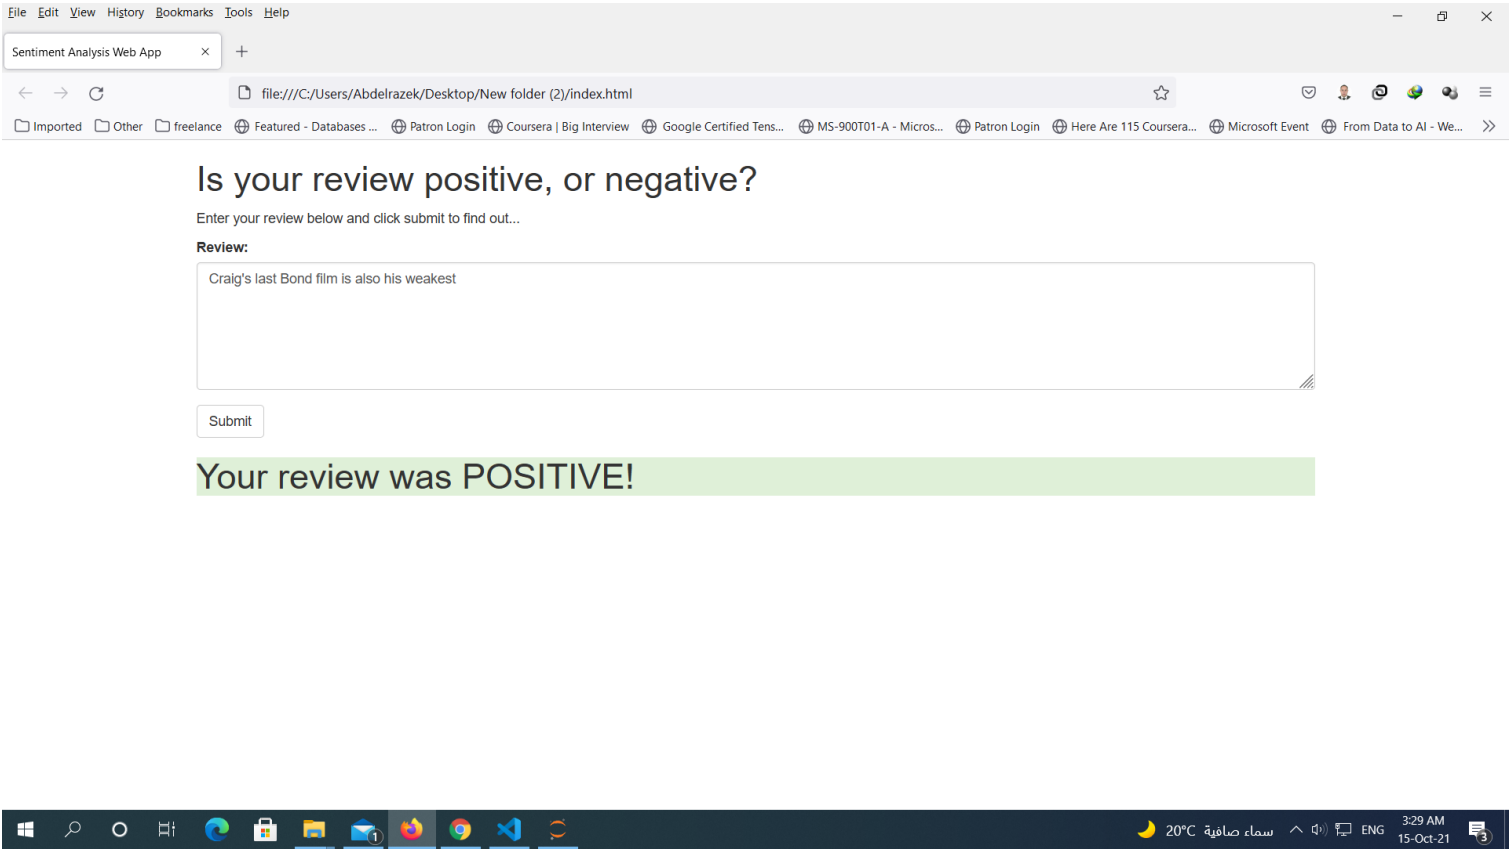 File Edit View History Bookmarks Tools Help
Sentiment Analysis Web App
file:///C:/Users/Abdelrazek/Desktop/New folder (2)/index.html
Imported Other freelance Featured - Databases ... Patron Login Coursera | Big Interview Google Certified Tens... MS-900T01-A - Micros... Patron Login Here Are 115 Coursera... Microsoft Event From Data to AI - We...
Is your review positive, or negative?
Enter your review below and click submit to find out...
Review:
Craig's last Bond film is also his weakest
Submit
Your review was POSITIVE!
1
20°C سماء صافية ENG
3:29 AM
15-Oct-21
3